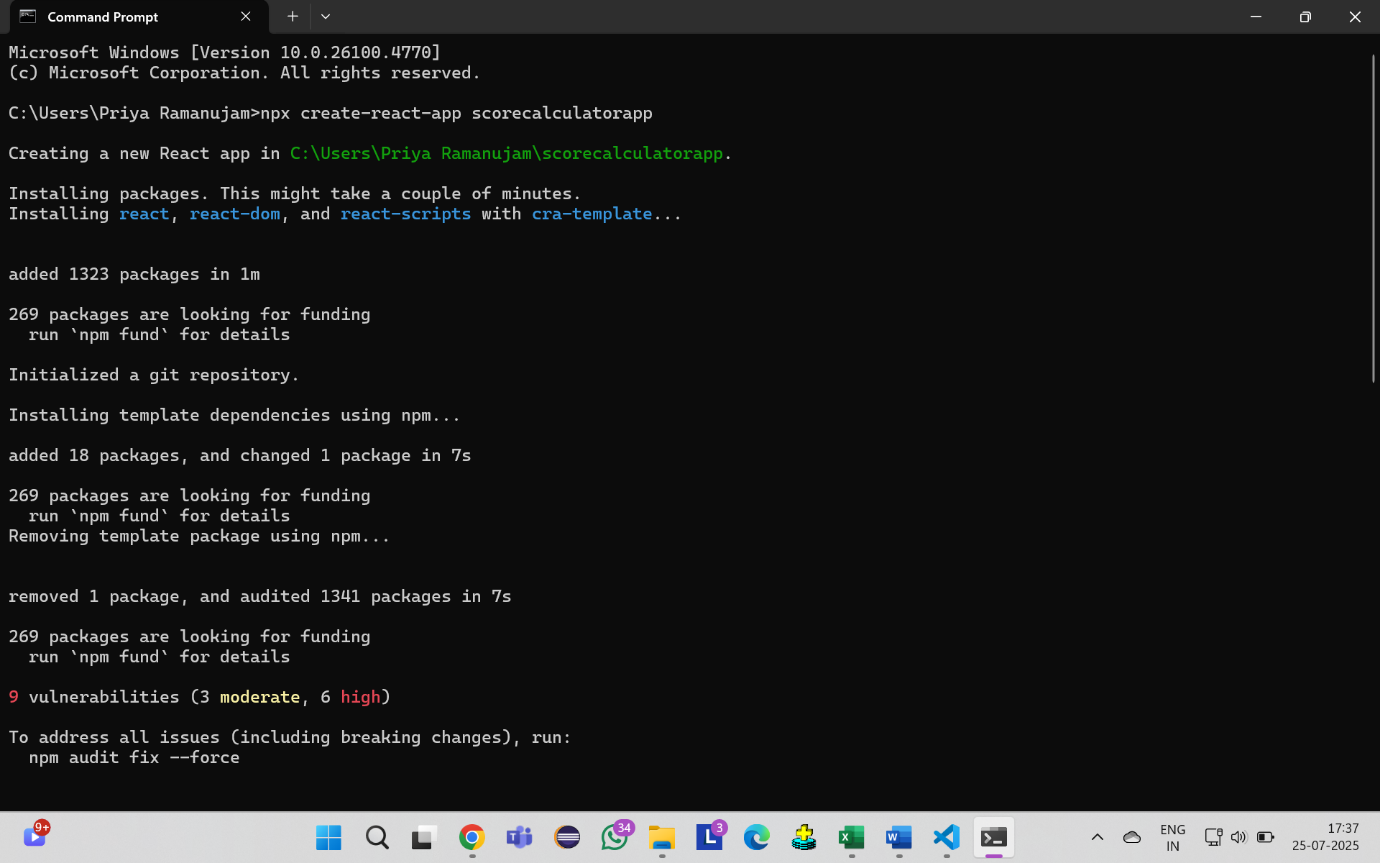 Command Prompt
Microsoft Windows [Version 10.0.26100.4770]
(c) Microsoft Corporation. All rights reserved.
C:\Users\Priya Ramanujam>npx create-react-app scorecalculatorapp
Creating a new React app in C:\Users\Priya Ramanujam\scorecalculatorapp.
Installing packages. This might take a couple of minutes.
Installing react, react-dom, and react-scripts with cra-template...
added 1323 packages in 1m
269 packages are looking for funding
run `npm fund` for details
Initialized a git repository.
Installing template dependencies using npm...
added 18 packages, and changed 1 package in 7s
269 packages are looking for funding
run `npm fund` for details
Removing template package using npm...
removed 1 package, and audited 1341 packages in 7s
269 packages are looking for funding
run `npm fund` for details
9 vulnerabilities (3 moderate, 6 high)
To address all issues (including breaking changes), run:
npm audit fix --force
9+
34
L 3
ENG
IN
17:37
25-07-2025